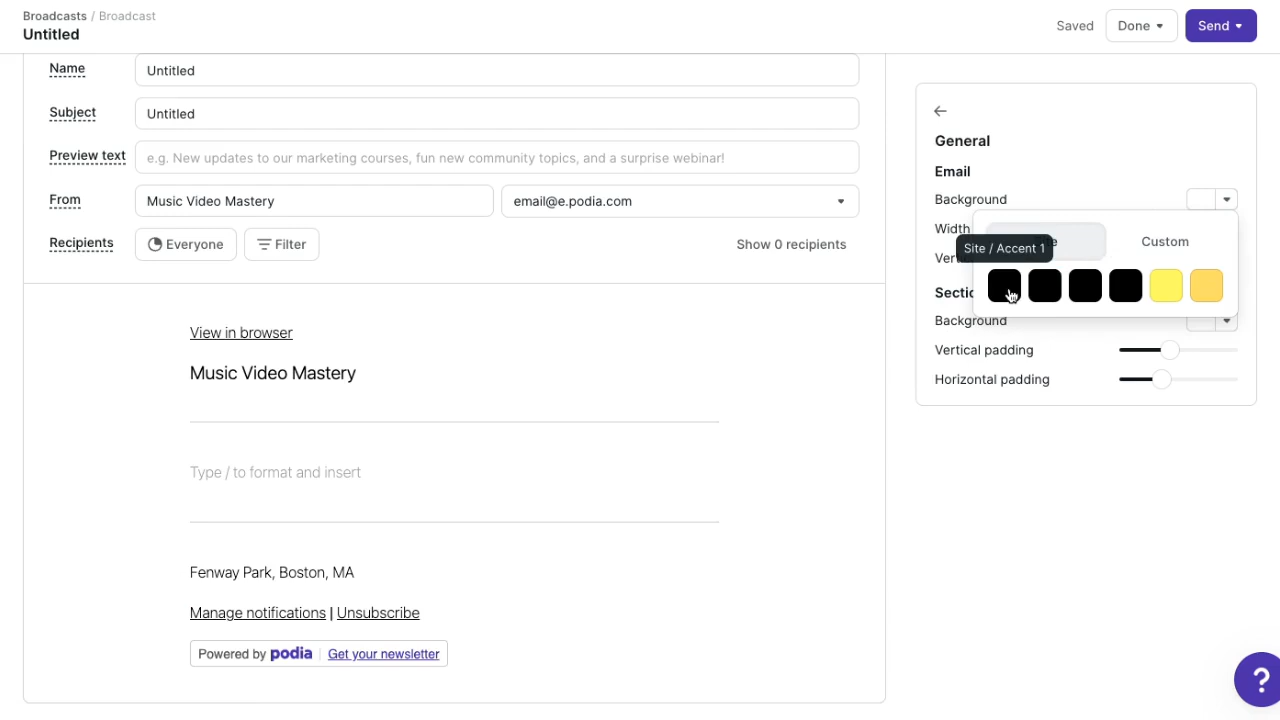 Broadcasts / Broadcast
Untitled
Saved
Done
Send
Name
Untitled
Subject
Untitled
Preview text
e.g. New updates to our marketing courses, fun new community topics, and a surprise webinar!
From
Music Video Mastery
email@e.podia.com
Recipients
Everyone
Filter
Show 0 recipients
View in browser
Music Video Mastery
Type / to format and insert
Fenway Park, Boston, MA
Manage notifications | Unsubscribe
Powered by podia
Get your newsletter
General
Email
Background
Width
Custom
Site / Accent 1
Background
Vertical padding
Horizontal padding
?